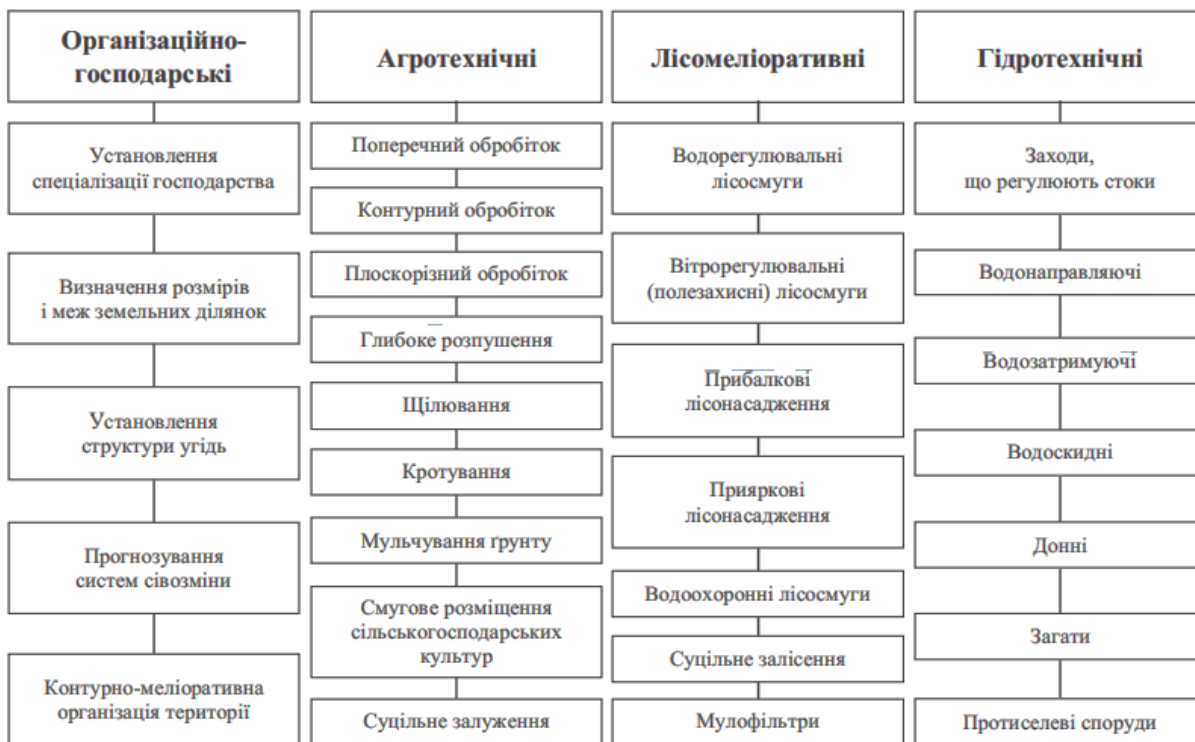 Організаційно-
господарські
Установлення
спеціалізації господарства
Визначення розмірів
і меж земельних ділянок
Установлення
структури угідь
Прогнозування
систем сівозміни
Контурно-меліоративна
організація території
Агротехнічні
Поперечний обробіток
Контурний обробіток
Плоскорізний обробіток
Глибоке розпушення
Щілювання
Кротування
Мульчування ґрунту
Смугове розміщення
сільськогосподарських
культур
Суцільне залуження
Лісомеліоративні
Водорегулювальні
лісосмуги
Вітрорегулювальні
(полезахисні) лісосмуги
Прибалкові
лісонасадження
Прияркові
лісонасадження
Водоохоронні лісосмуги
Суцільне залісення
Мулофільтри
Гідротехнічні
Заходи,
що регулюють стоки
Водонаправляючі
Водозатримуючі
Водоскидні
Донні
Загати
Протиселеві споруди